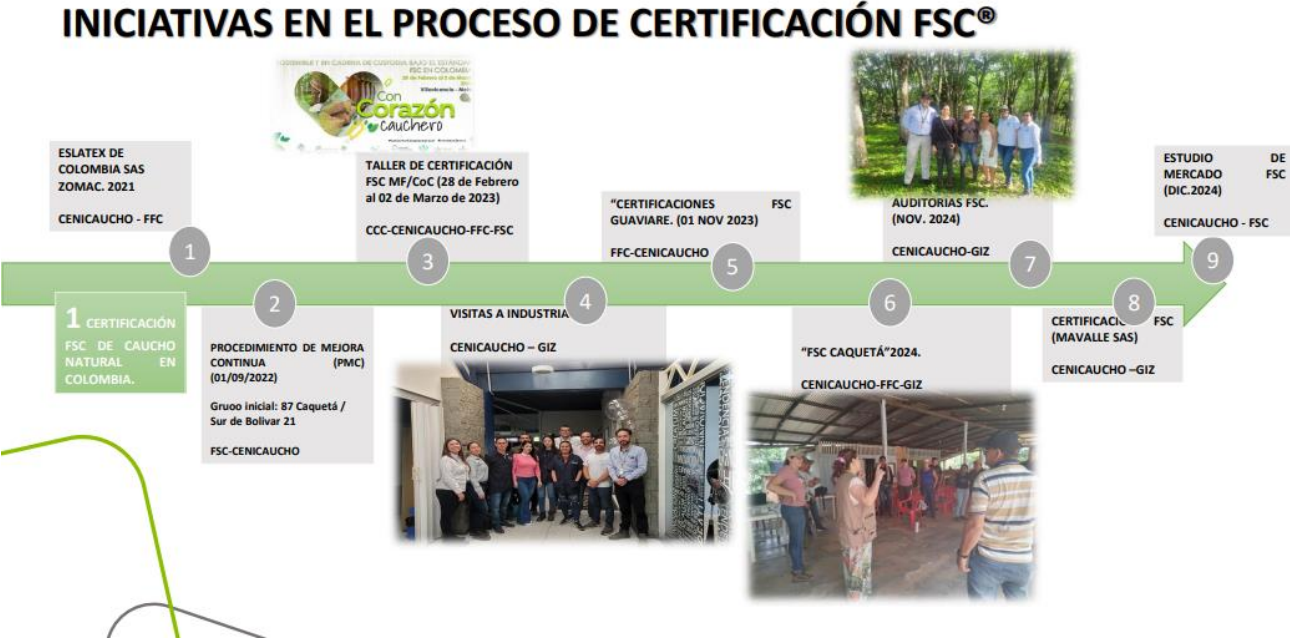 INICIATIVAS EN EL PROCESO DE CERTIFICACIÓN FSC®
FSC EN COLOMBIA
Con
Corazón
cauchero
ESLATEX DE
COLOMBIA SAS
ZOMAC. 2021
CENICAUCHO - FFC
1
1 CERTIFICACIÓN
FSC DE CAUCHO
NATURAL EN
COLOMBIA.
2
PROCEDIMIENTO DE MEJORA
CONTINUA (PMC)
(01/09/2022)
Gruoo inicial: 87 Caquetá /
Sur de Bolivar 21
FSC-CENICAUCHO
TALLER DE CERTIFICACIÓN
FSC MF/CoC (28 de Febrero
al 02 de Marzo de 2023)
CCC-CENICAUCHO-FFC-FSC
3
4
VISITAS A INDUSTRIA
CENICAUCHO – GIZ
"CERTIFICACIONES FSC
GUAVIARE. (01 NOV 2023)
FFC-CENICAUCHO
5
6
"FSC CAQUETÁ"2024.
CENICAUCHO-FFC-GIZ
AUDITORIAS FSC.
(NOV. 2024)
CENICAUCHO-GIZ
7
8
FSC
(MAVALLE SAS)
CENICAUCHO –GIZ
ESTUDIO DE
MERCADO FSC
(DIC.2024)
CENICAUCHO - FSC
9